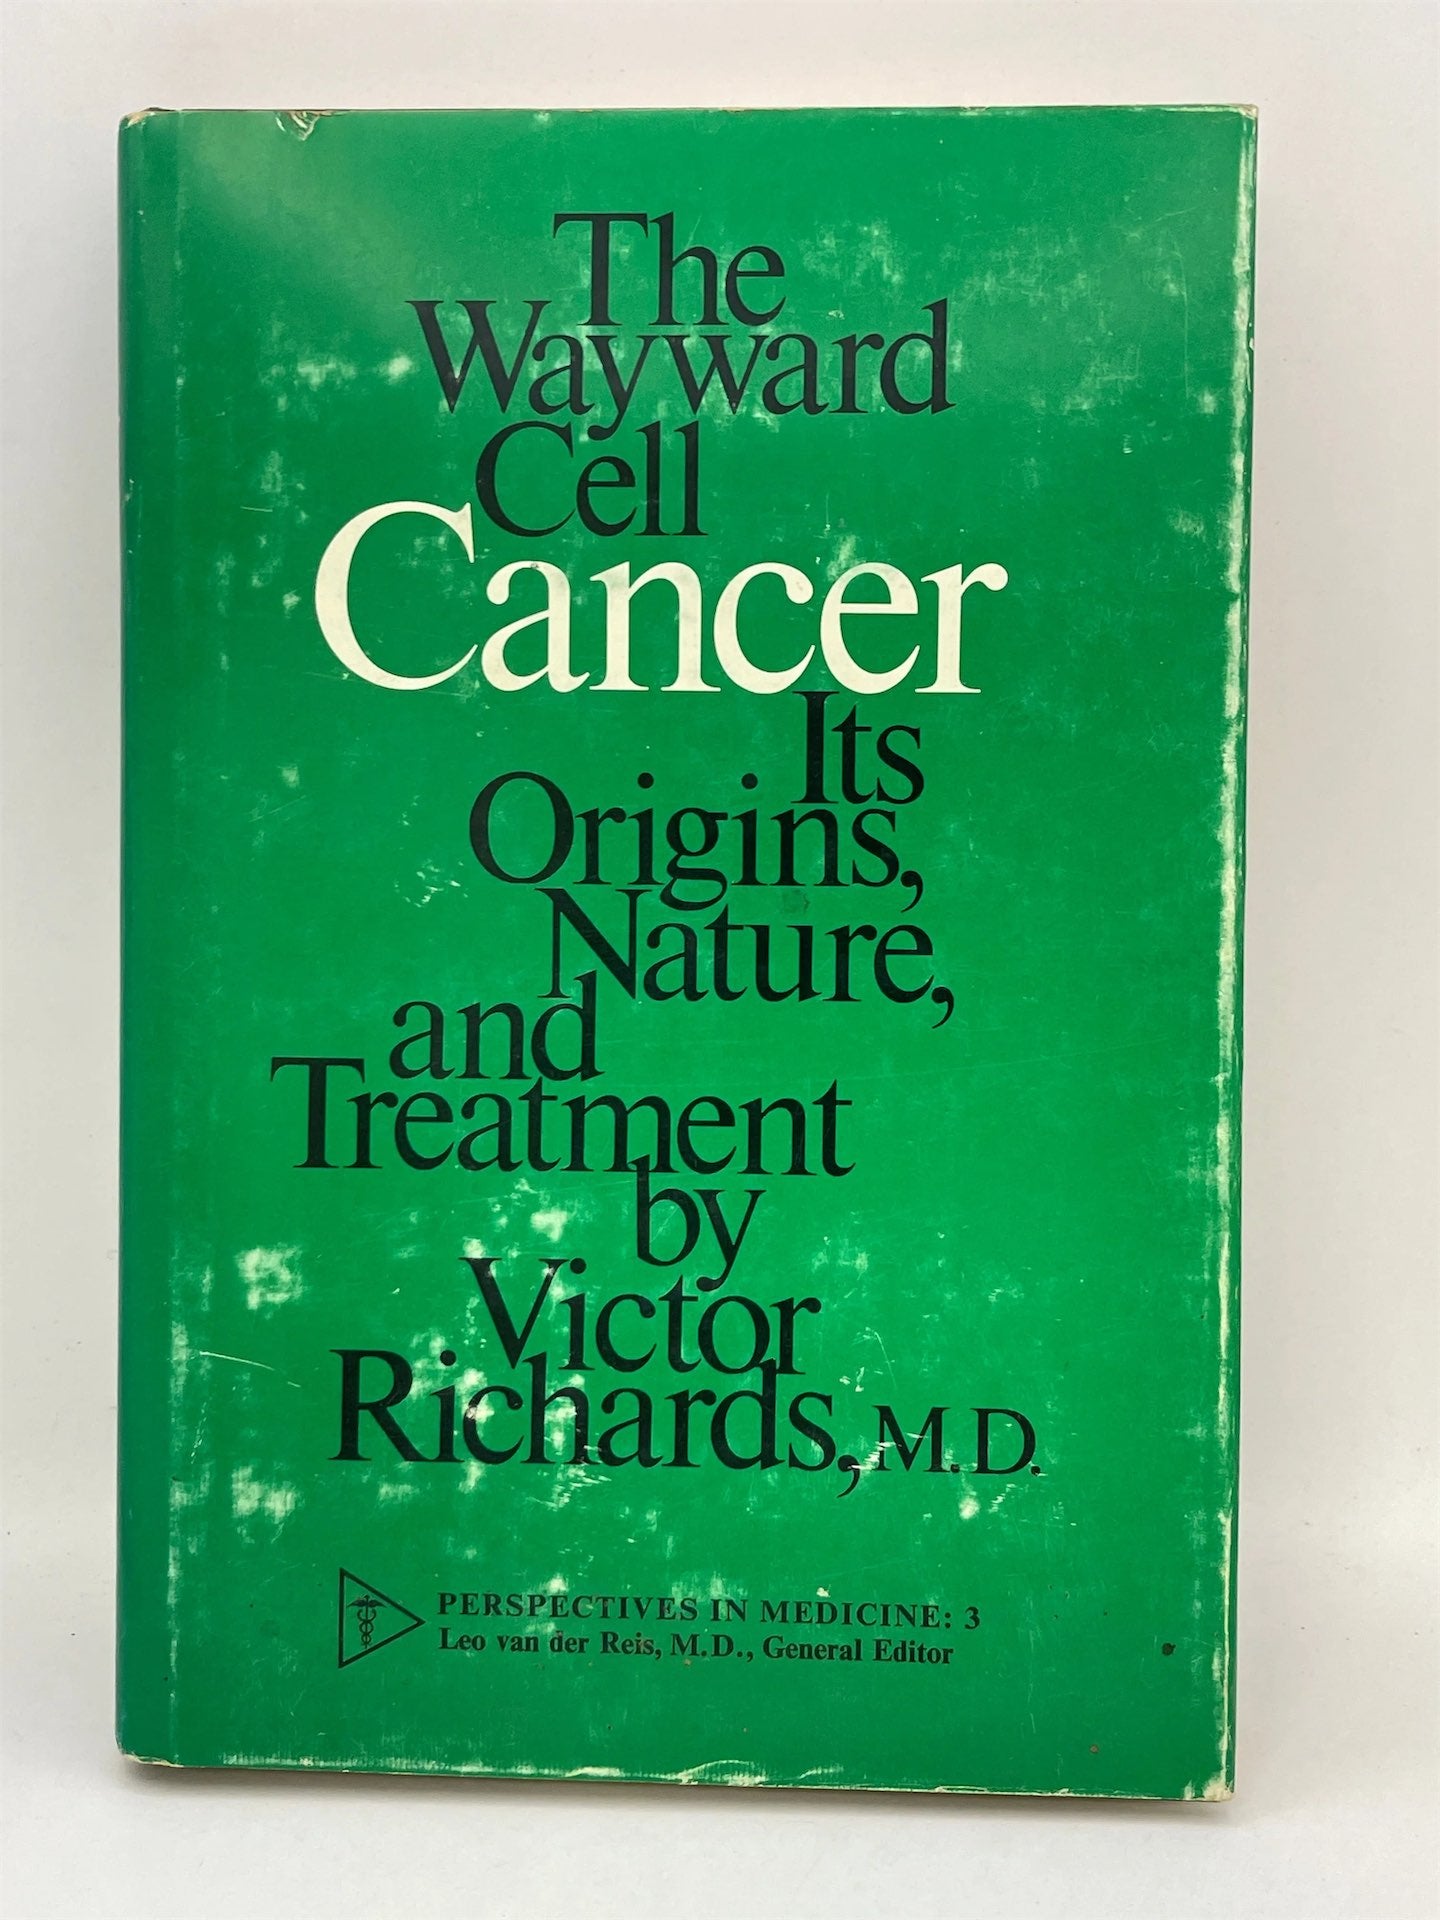 The
Wayward
Cell
Cancer
Its
Origins,
Nature,
and
Treatment
by
Victor
Richards, M.D.
PERSPECTIVES IN MEDICINE: 3
Leo van der Reis, M.D., General Editor